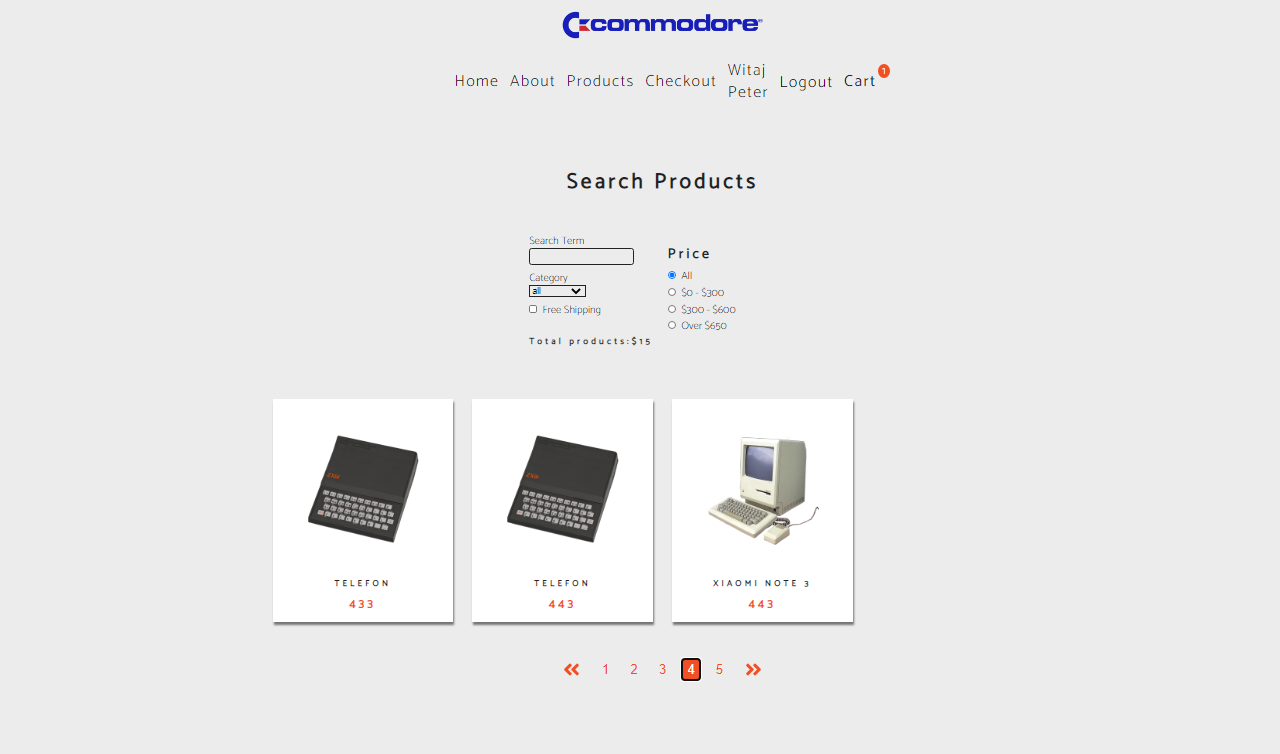 commodore
Home About Products Checkout Witaj Peter Logout Cart 1
Search Products
Search Term
Category
all
Free Shipping
Total products:$15
Price
All
$0 - $300
$300 - $600
Over $650
TELEFON
433
TELEFON
443
XIAOMI NOTE 3
443
1 2 3 4 5